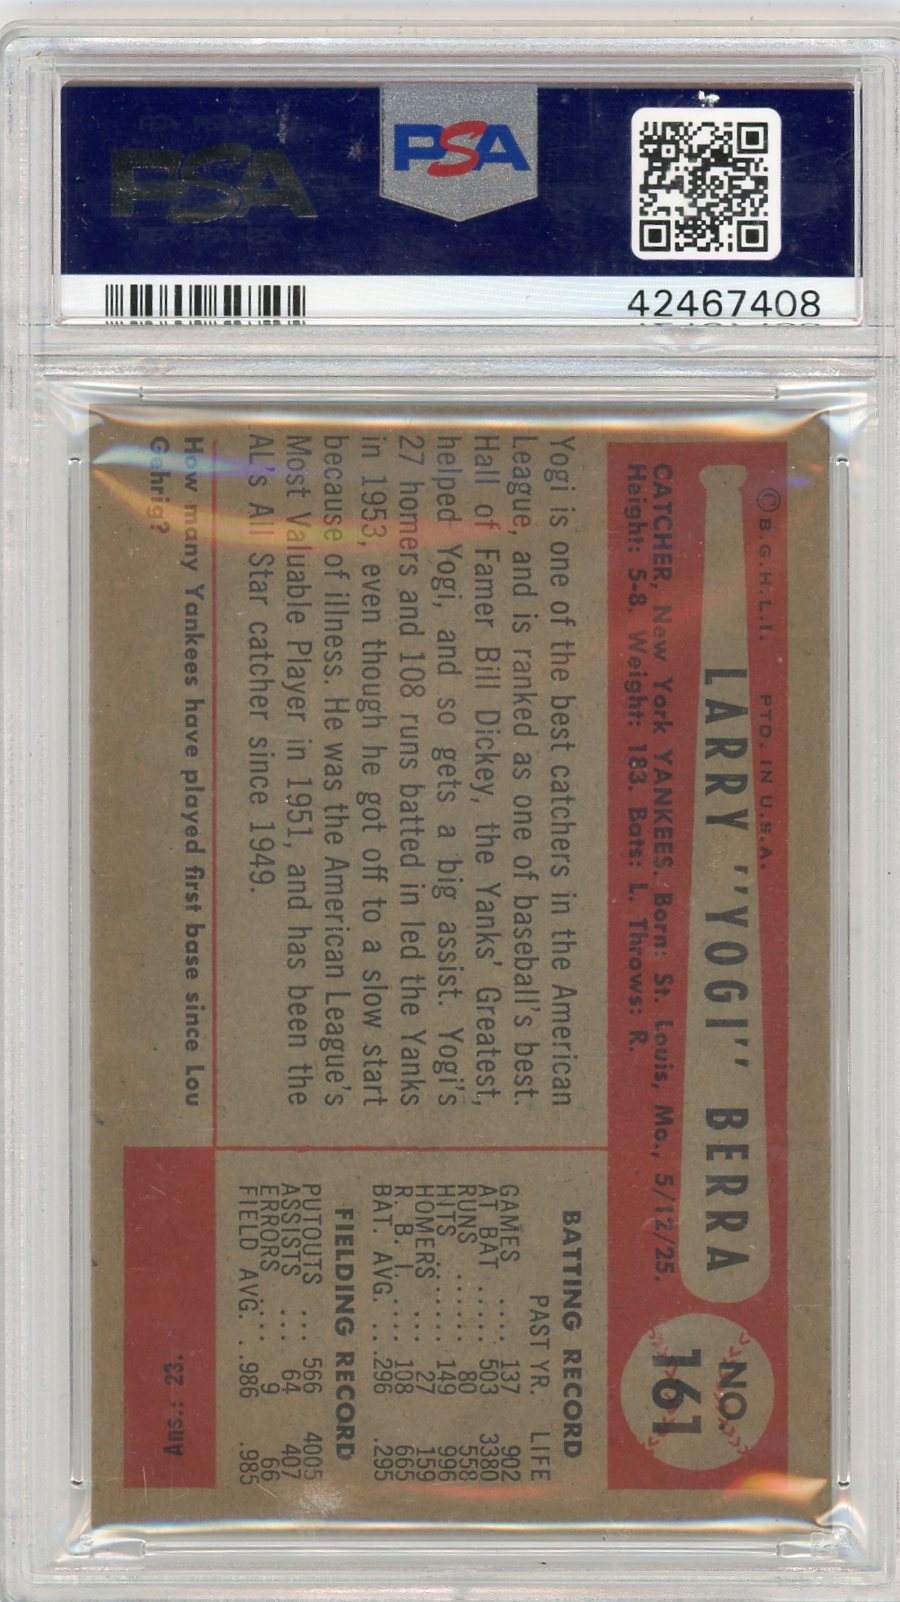 PSA
PSA
42467408
© B.G.H.L.I. PTD. IN U.S.A.
LARRY "YOGI" BERRA
NO.
161
CATCHER, New York YANKEES. Born: St. Louis, Mo., 5/12/25.
Height: 5-8. Weight: 183. Bats: L. Throws: R.
Yogi is one of the best catchers in the American
League, and is ranked as one of baseball's best.
Hall of Famer Bill Dickey, the Yanks' Greatest,
helped Yogi, and so gets a big assist. Yogi's
27 homers and 108 runs batted in led the Yanks
in 1953, even though he got off to a slow start
because of illness. He was the American League's
Most Valuable Player in 1951, and has been the
AL's All Star catcher since 1949.
BATTING RECORD
PAST YR. LIFE
GAMES .... 137 902
AT BAT ..... 503 3380
RUNS ...... 80 558
HITS ...... 149 996
HOMERS ... 27 159
R. B. I. .... 108 665
BAT. AVG. .. .296 .295
FIELDING RECORD
PUTOUTS ... 566 4005
ASSISTS ... 64 407
ERRORS .... 9 66
FIELD AVG. .. .986 .985
How many Yankees have played first base since Lou
Gehrig?
Ans.: 23.